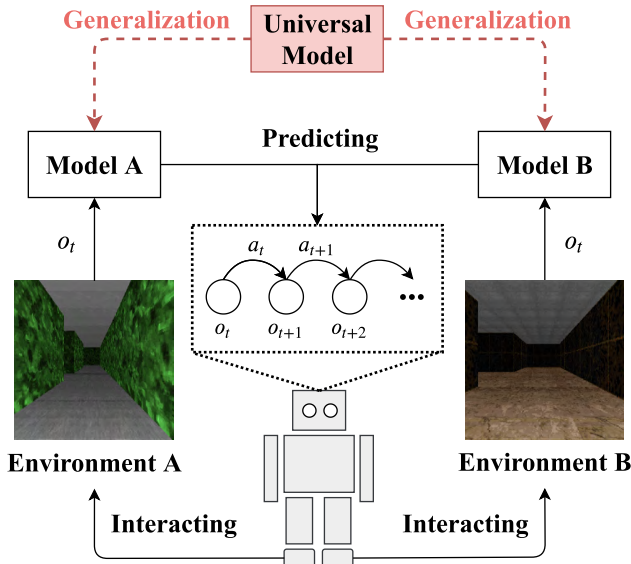 Generalization
Universal
Model
Generalization
Model A
Predicting
Model B
o_t
a_t
a_{t+1}
o_t
o_t
o_{t+1}
o_{t+2}
•••
Environment A
Environment B
Interacting
Interacting